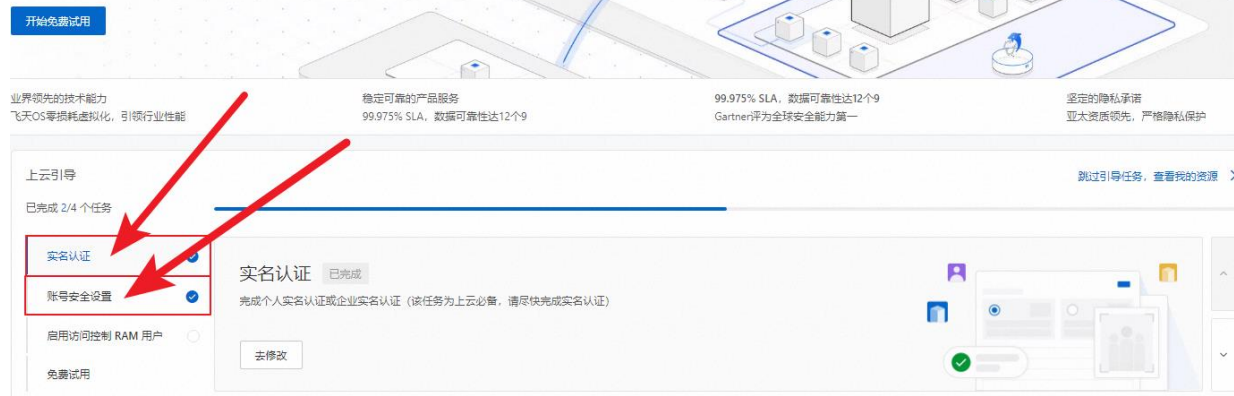 开始免费试用
业界领先的技术能力
飞天OS零损耗虚拟化，引领行业性能
稳定可靠的产品服务
99.975% SLA，数据可靠性达12个9
99.975% SLA，数据可靠性达12个9
Gartner评为全球安全能力第一
坚定的隐私承诺
亚太资质领先，严格隐私保护
上云引导
跳过引导任务，查看我的资源
已完成 2/4 个任务
实名认证
账号安全设置
启用访问控制 RAM 用户
免费试用
实名认证 已完成
完成个人实名认证或企业实名认证（该任务为上云必备，请尽快完成实名认证）
去修改